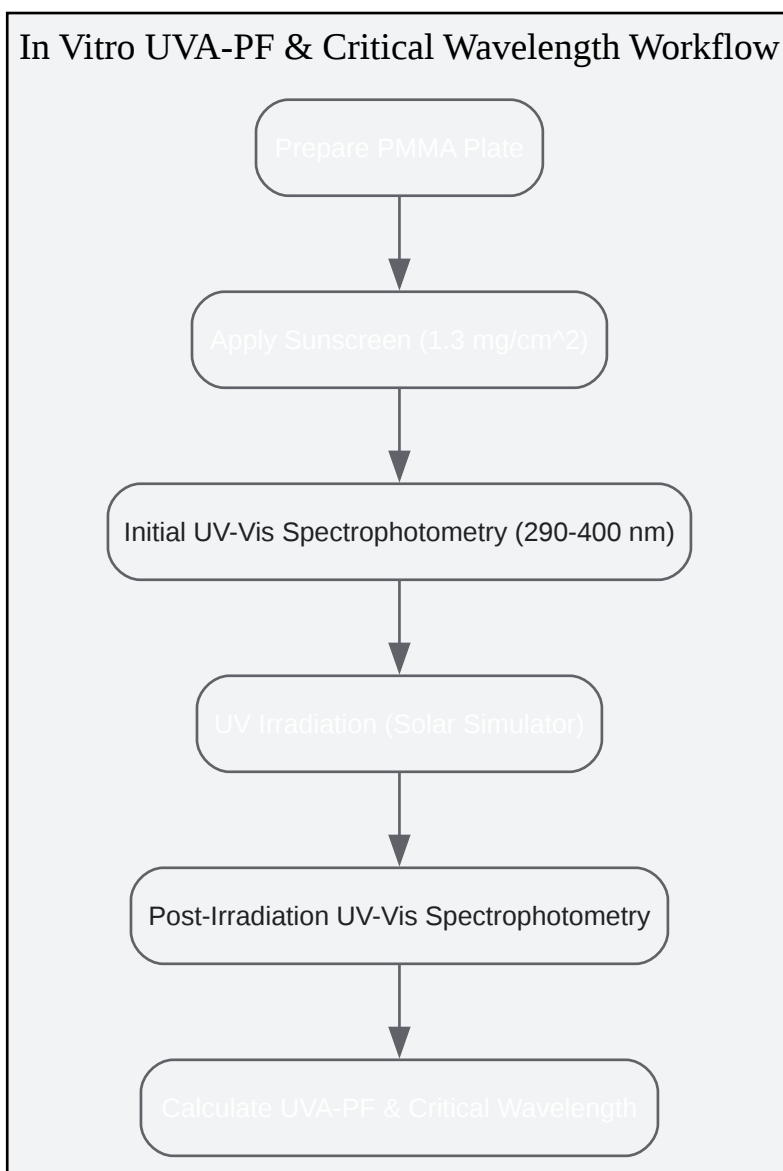 In Vitro UVA-PF & Critical Wavelength Workflow
Prepare PMMA Plate
Apply Sunscreen (1.3 mg/cm^2)
Initial UV-Vis Spectrophotometry (290-400 nm)
UV Irradiation (Solar Simulator)
Post-Irradiation UV-Vis Spectrophotometry
Calculate UVA-PF & Critical Wavelength